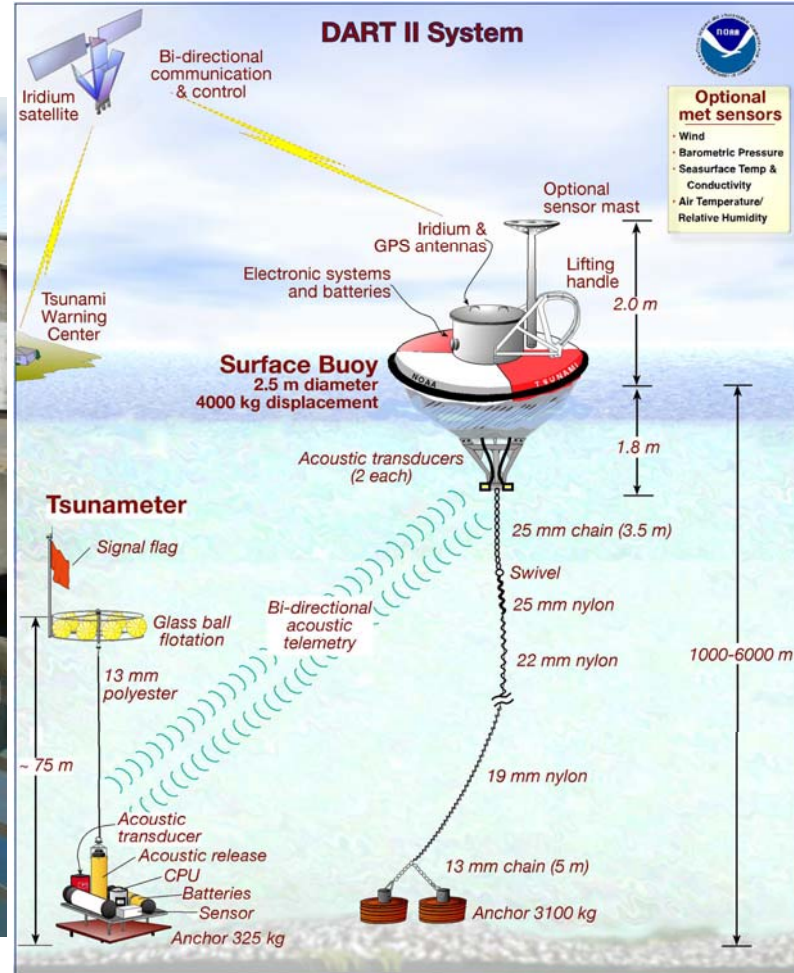 DART II System
NOAA
Iridium
satellite
Bi-directional
communication
& control
Optional
met sensors
· Wind
· Barometric Pressure
· Seasurface Temp &
Conductivity
· Air Temperature/
Relative Humidity
Optional
sensor mast
Iridium &
GPS antennas
Electronic systems
and batteries
Lifting
handle
2.0 m
Tsunami
Warning
Center
Surface Buoy
2.5 m diameter
4000 kg displacement
NOAA
TSUNAMI
1.8 m
Acoustic transducers
(2 each)
Tsunameter
Signal flag
25 mm chain (3.5 m)
Swivel
25 mm nylon
Glass ball
flotation
Bi-directional
acoustic
telemetry
22 mm nylon
1000-6000 m
13 mm
polyester
~ 75 m
19 mm nylon
Acoustic
transducer
Acoustic release
CPU
Batteries
Sensor
Anchor 325 kg
13 mm chain (5 m)
Anchor 3100 kg